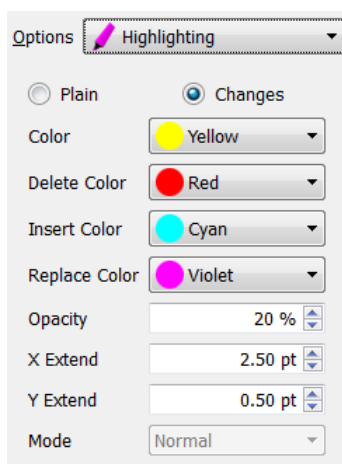 Options Highlighting
Plain Changes
Color Yellow
Delete Color Red
Insert Color Cyan
Replace Color Violet
Opacity 20 %
X Extend 2.50 pt
Y Extend 0.50 pt
Mode Normal